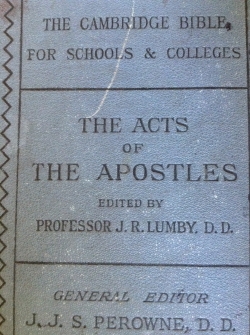 THE CAMBRIDGE BIBLE
FOR SCHOOLS & COLLEGES
THE ACTS
OF
THE APOSTLES
EDITED BY
PROFESSOR J. R. LUMBY, D. D.
GENERAL EDITOR
J. J. S. PEROWNE, D. D.